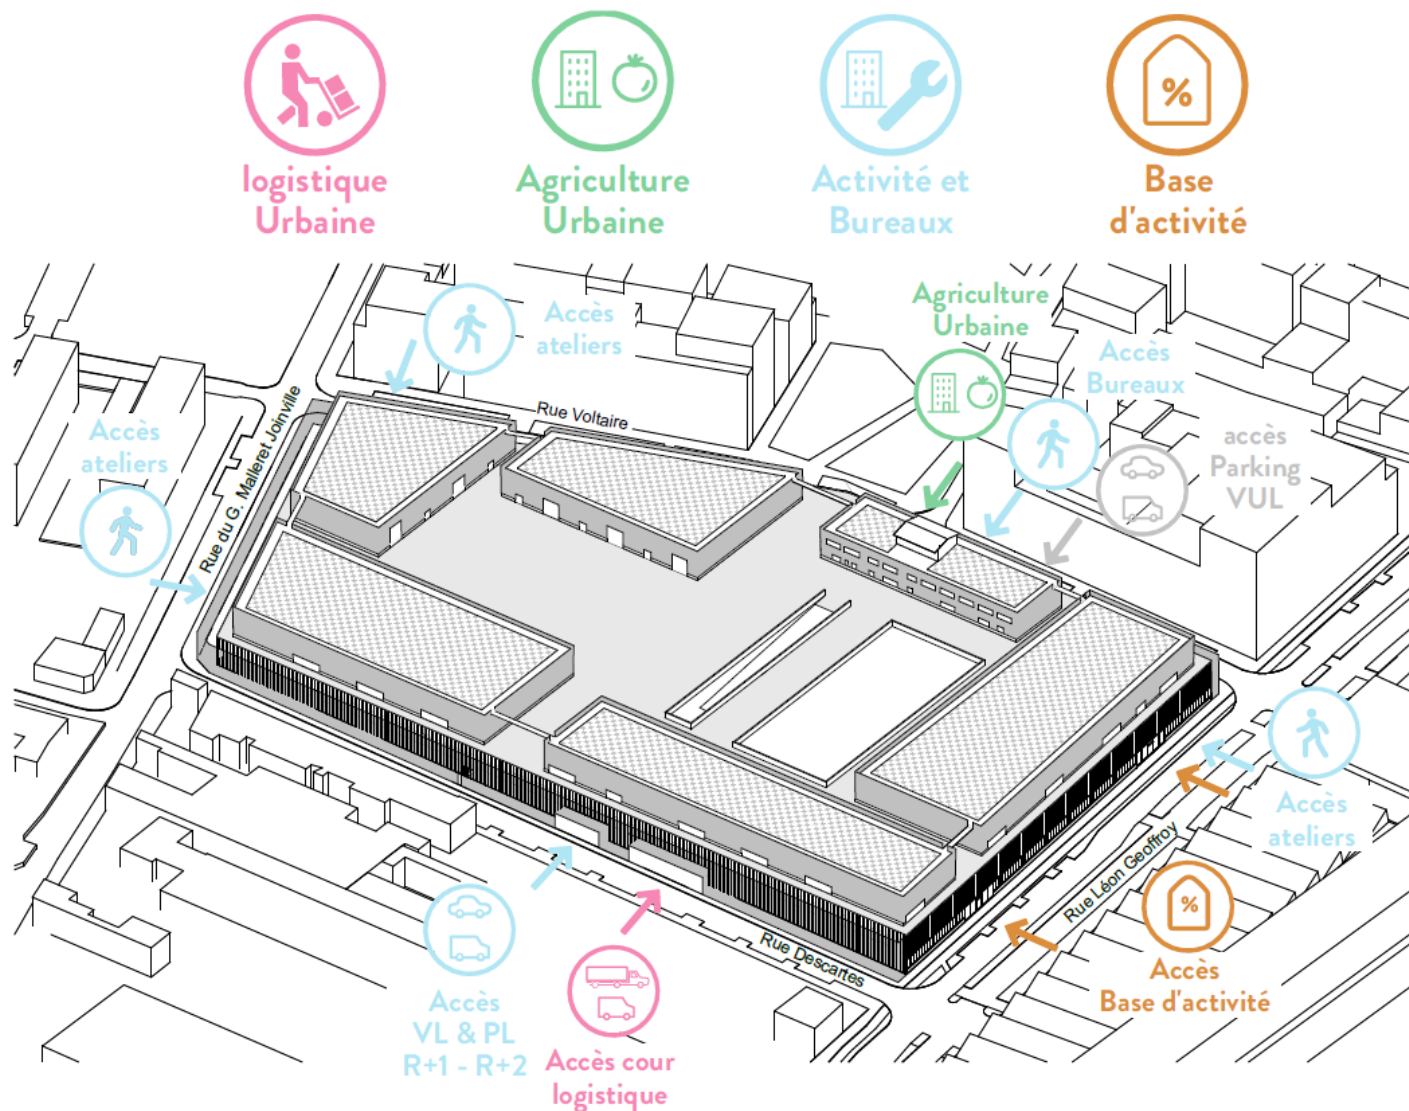 logistique
Urbaine
Agriculture
Urbaine
Activité et
Bureaux
Base
d'activité
%
Accès
ateliers
Agriculture
Urbaine
Accès
Bureaux
accès
Parking
VUL
Rue Voltaire
Rue du G. Malleret Joinville
Accès
ateliers
Accès
ateliers
Rue Léon Geoffroy
%
Accès
Base d'activité
Rue Descartes
Accès
VL & PL
R+1 - R+2
Accès cour
logistique